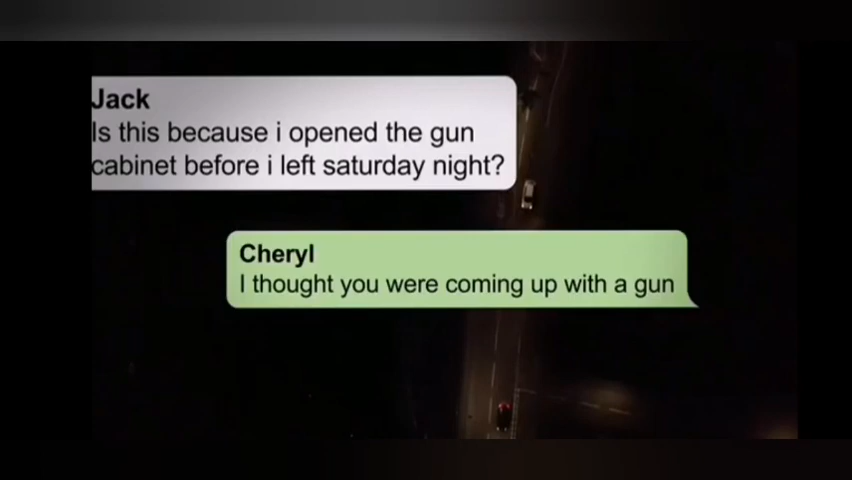 Jack
Is this because i opened the gun
cabinet before i left saturday night?
Cheryl
I thought you were coming up with a gun